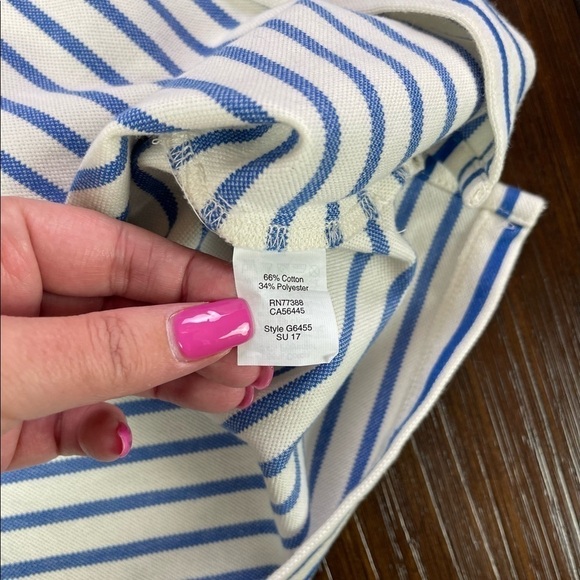 66% Cotton
34% Polyester
RN77388
CA56445
Style G6455
SU 17